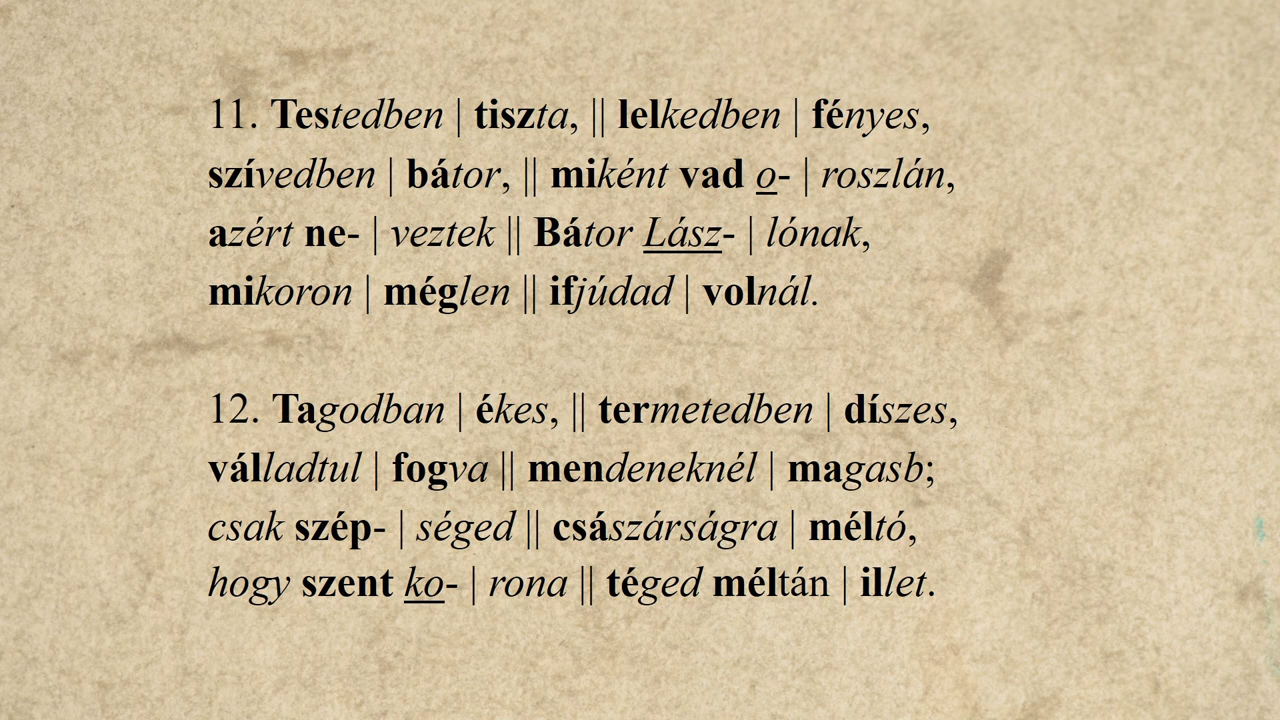 11. Testedben | tiszta, || lelkedben | fényes,
szívedben | bátor, || miként vad o- | roszlán,
azért ne- | veztek || Bátor Lász- | lónak,
mikoron | méglen || ifjúdad | volnál.
12. Tagodban | ékes, || termetedben | díszes,
válladtul | fogva || mendeneknél | magasb;
csak szép- | séged || császárságra | méltó,
hogy szent ko- | rona || téged méltán | illet.